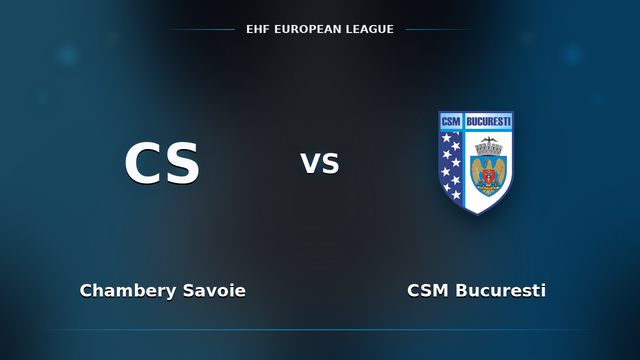 EHF EUROPEAN LEAGUE
CS
VS
CSM BUCURESTI
Chambery Savoie
CSM Bucuresti